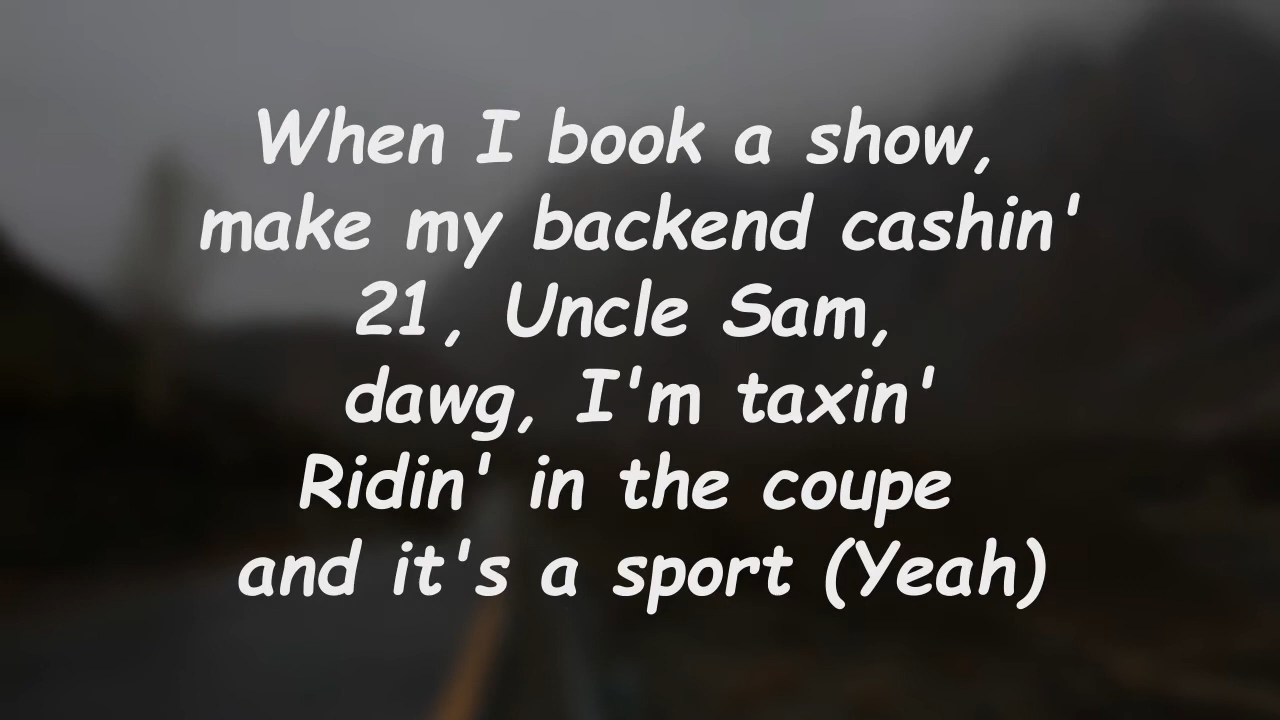 When I book a show,
make my backend cashin'
21, Uncle Sam,
dawg, I'm taxin'
Ridin' in the coupe
and it's a sport (Yeah)